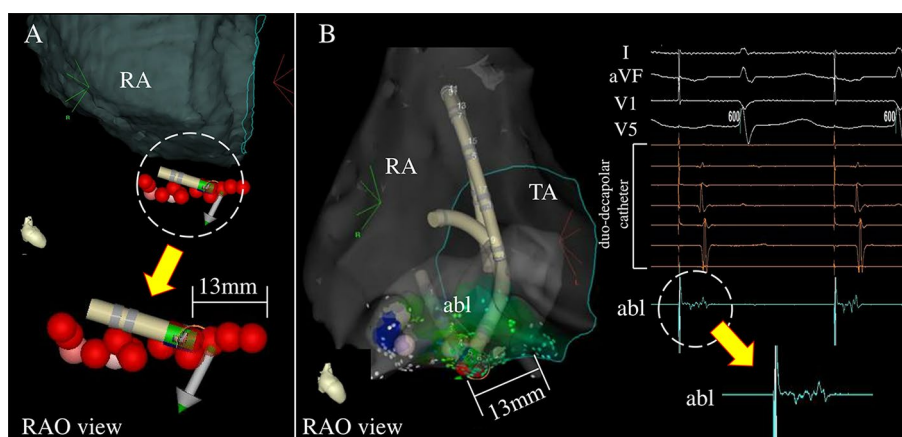 A
RA
13mm
RAO view
B
RA
TA
abl
13mm
RAO view
I
aVF
V1
V5
600
600
duo-decapolar
catheter
abl
abl